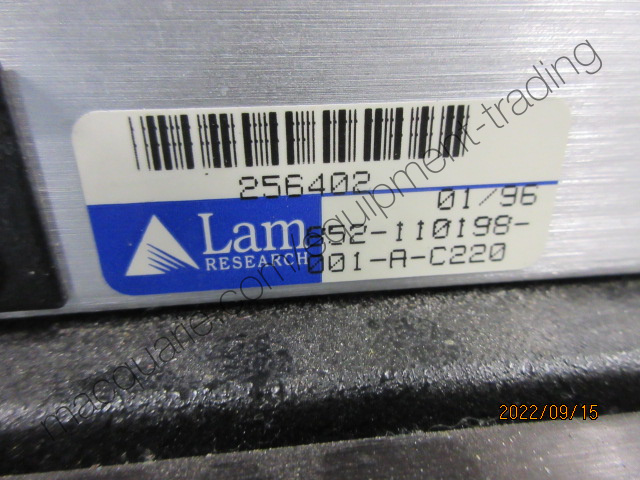 256402
01/96
Lam
RESEARCH
852-110198-
001-A-C220
macquarie.com/equipment-trading
2022/09/15